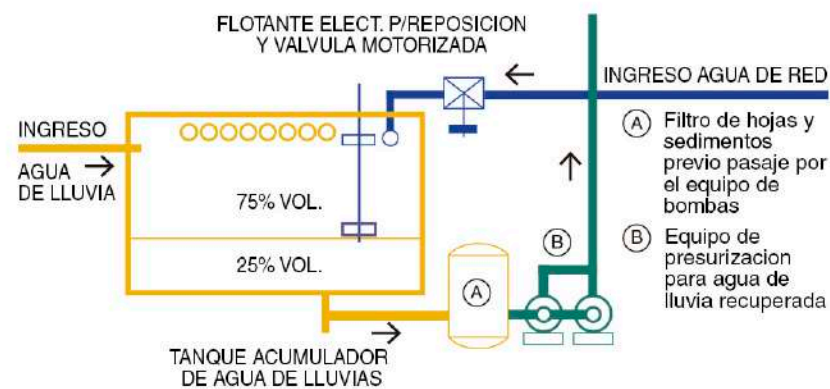 FLOTANTE ELECT. P/REPOSICION
Y VALVULA MOTORIZADA
INGRESO AGUA DE RED
INGRESO
AGUA
DE LLUVIA
75% VOL.
25% VOL.
A
B
TANQUE ACUMULADOR
DE AGUA DE LLUVIAS
A Filtro de hojas y
sedimentos
previo pasaje por
el equipo de
bombas
B Equipo de
presurizacion
para agua de
lluvia recuperada